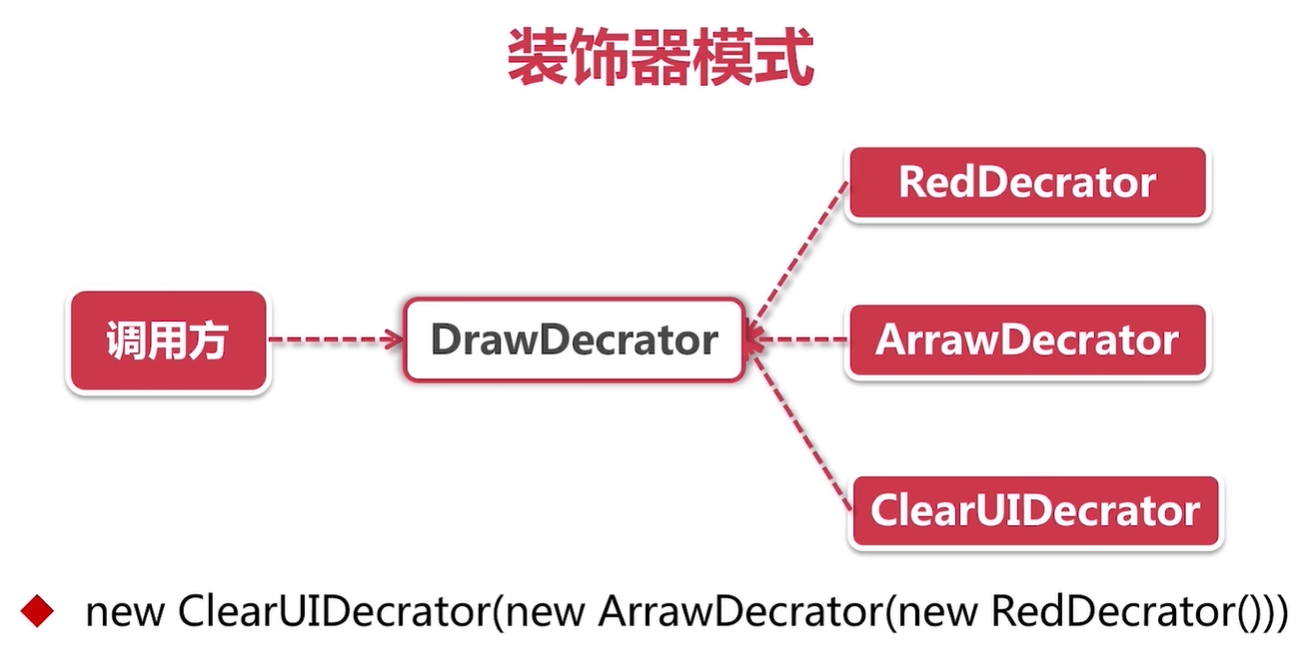 装饰器模式
RedDecrator
调用方
DrawDecrator
ArrawDecrator
ClearUIDecrator
new ClearUIDecrator(new ArrawDecrator(new RedDecrator()))